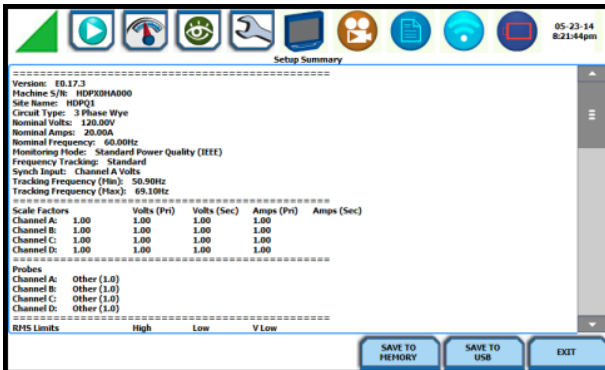 05-23-14
8:21:44pm
Setup Summary
================================================
Version: E0.17.3
Machine S/N: HDPX0HA000
Site Name: HDPQ1
Circuit Type: 3 Phase Wye
Nominal Volts: 120.00V
Nominal Amps: 20.00A
Nominal Frequency: 60.00Hz
Monitoring Mode: Standard Power Quality (IEEE)
Frequency Tracking: Standard
Synch Input: Channel A Volts
Tracking Frequency (Min): 50.90Hz
Tracking Frequency (Max): 69.10Hz
================================================
Scale Factors Volts (Pri) Volts (Sec) Amps (Pri) Amps (Sec)
Channel A: 1.00 1.00 1.00 1.00
Channel B: 1.00 1.00 1.00 1.00
Channel C: 1.00 1.00 1.00 1.00
Channel D: 1.00 1.00 1.00 1.00
================================================
Probes
Channel A: Other (1.0)
Channel B: Other (1.0)
Channel C: Other (1.0)
Channel D: Other (1.0)
================================================
RMS Limits High Low V Low
SAVE TO MEMORY
SAVE TO USB
EXIT